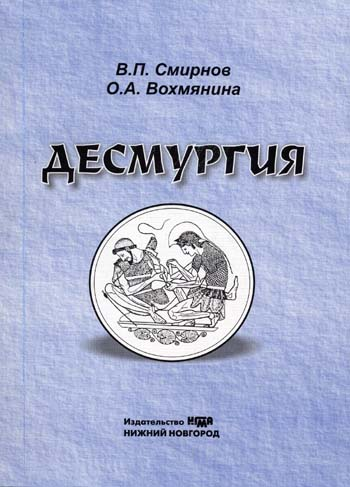 В.П. Смирнов
О.А. Вохмянина
ДЕСМУРГИЯ
Издательство НГМА
НИЖНИЙ НОВГОРОД